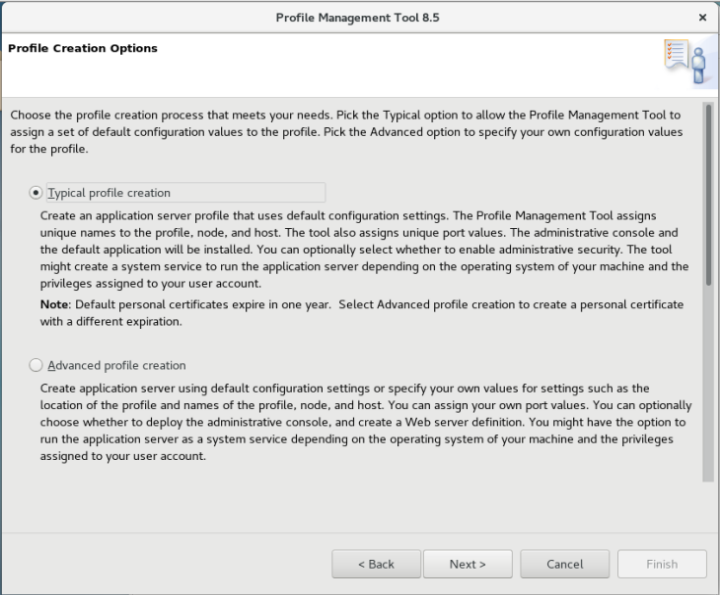 Profile Management Tool 8.5
Profile Creation Options
Choose the profile creation process that meets your needs. Pick the Typical option to allow the Profile Management Tool to
assign a set of default configuration values to the profile. Pick the Advanced option to specify your own configuration values
for the profile.
Typical profile creation
Create an application server profile that uses default configuration settings. The Profile Management Tool assigns
unique names to the profile, node, and host. The tool also assigns unique port values. The administrative console and
the default application will be installed. You can optionally select whether to enable administrative security. The tool
might create a system service to run the application server depending on the operating system of your machine and the
privileges assigned to your user account.
Note: Default personal certificates expire in one year. Select Advanced profile creation to create a personal certificate
with a different expiration.
Advanced profile creation
Create application server using default configuration settings or specify your own values for settings such as the
location of the profile and names of the profile, node, and host. You can assign your own port values. You can optionally
choose whether to deploy the administrative console, and create a Web server definition. You might have the option to
run the application server as a system service depending on the operating system of your machine and the privileges
assigned to your user account.
< Back Next > Cancel Finish